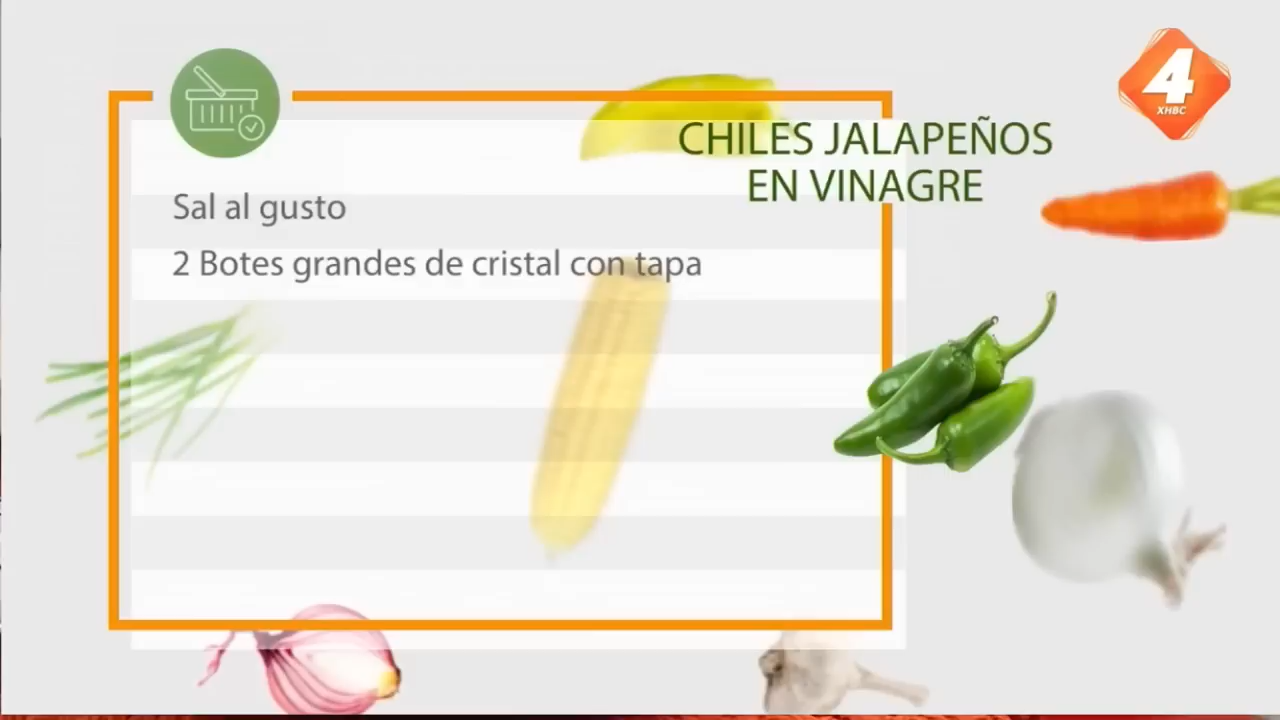 4
XHBC
CHILES JALAPEÑOS
EN VINAGRE
Sal al gusto
2 Botes grandes de cristal con tapa